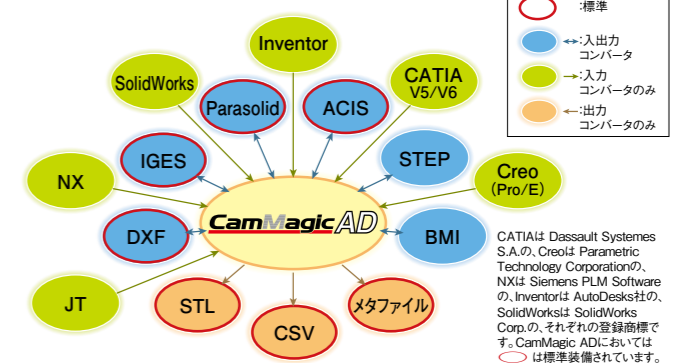 :標準
↔:入出力
コンバータ
→:入力
コンバータのみ
←:出力
コンバータのみ
Inventor
SolidWorks
CATIA
V5/V6
Parasolid
ACIS
IGES
STEP
NX
Creo
(Pro/E)
CamMagic AD
DXF
BMI
JT
STL
CSV
メタファイル
CATIAは Dassault Systemes
S.A.の、Creoは Parametric
Technology Corporationの、
NXは Siemens PLM Software
の、Inventorは AutoDesks社の、
SolidWorksは SolidWorks
Corp.の、それぞれの登録商標で
す。CamMagic ADにおいては
は標準装備されています。